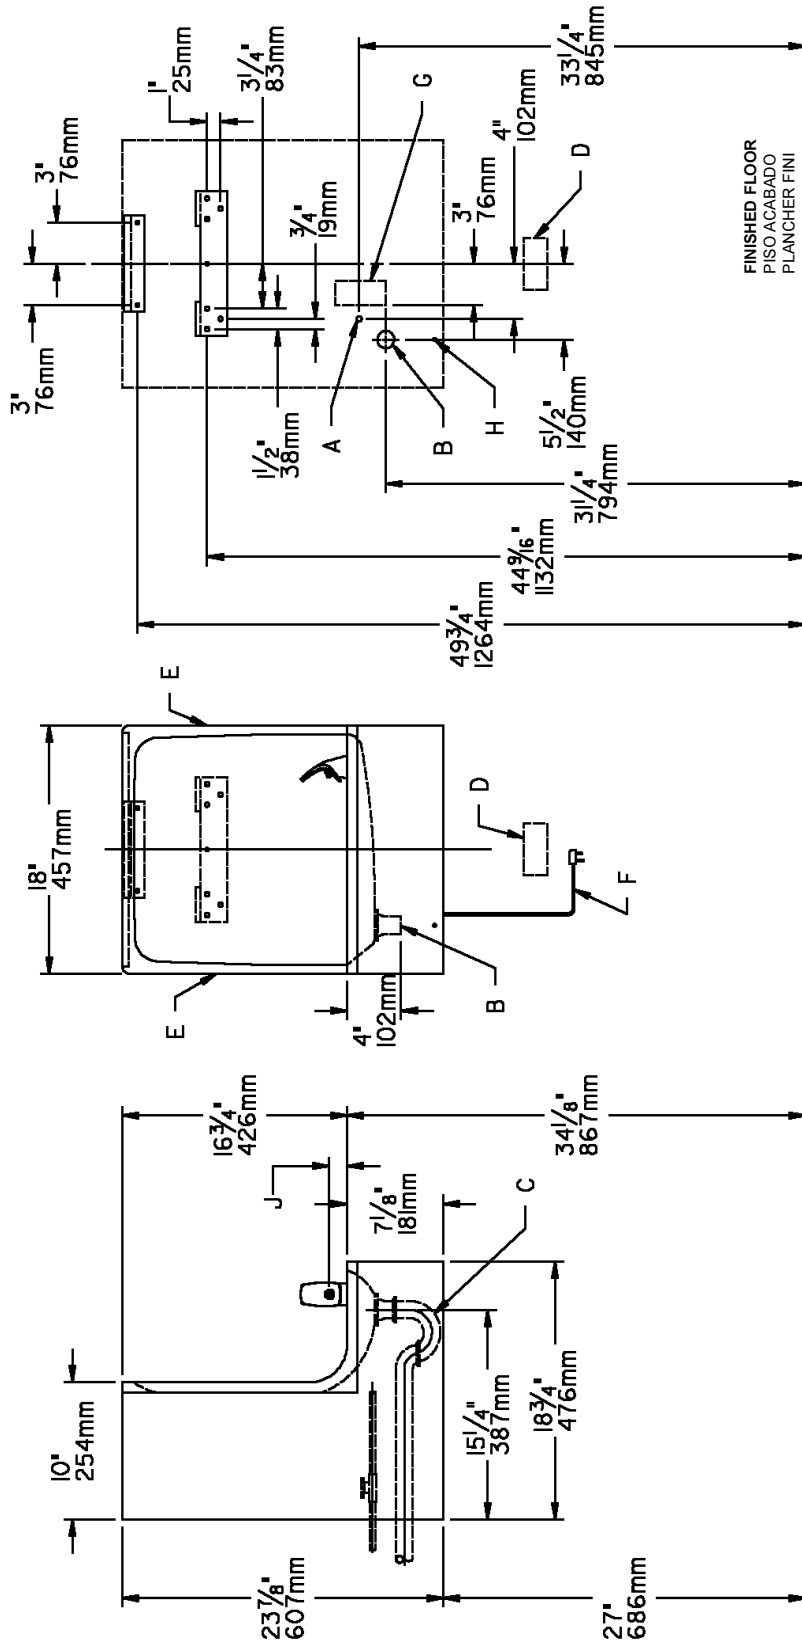 10"
254mm
23 7/8"
607mm
27"
686mm
15 1/4"
387mm
18 3/4"
476mm
16 3/4"
426mm
J
7 1/8"
181mm
34 1/8"
867mm
C
18"
457mm
E
E
4"
102mm
B
D
F
3"
76mm
3"
76mm
1"
25mm
3 1/4"
83mm
3/4"
19mm
1 1/2"
38mm
A
B
H
G
D
3"
76mm
4"
102mm
5 1/2"
140mm
33 1/4"
845mm
31 1/4"
794mm
44 9/16"
1132mm
49 3/4"
1264mm
FINISHED FLOOR
PISO ACABADO
PLANCHER FINI